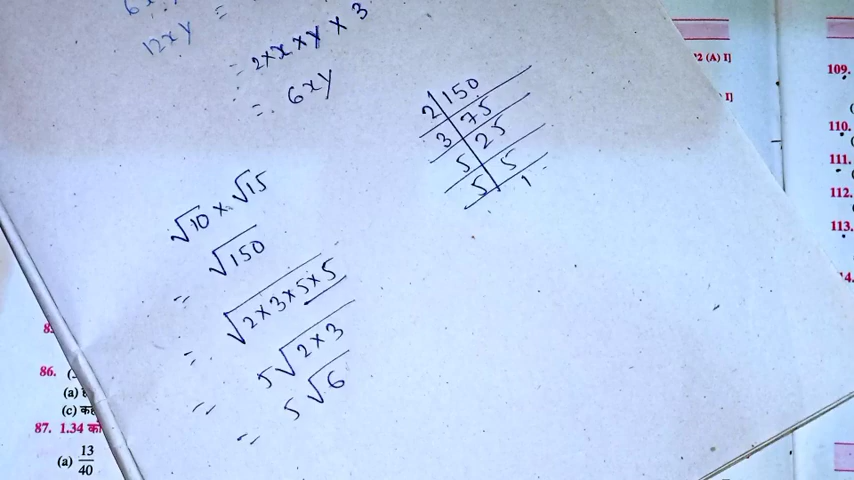 12xy =
= 2×x×y×3
= 6xy
2 | 150
3 | 75
5 | 25
5 | 5
1
√10 × √15
= √150
= √2×3×5×5
= 5√2×3
= 5√6
86.
(a)
(c)
87. 1.34
(a) 13/40
'2 (A) I]
I]
109.
110.
111.
112.
113.